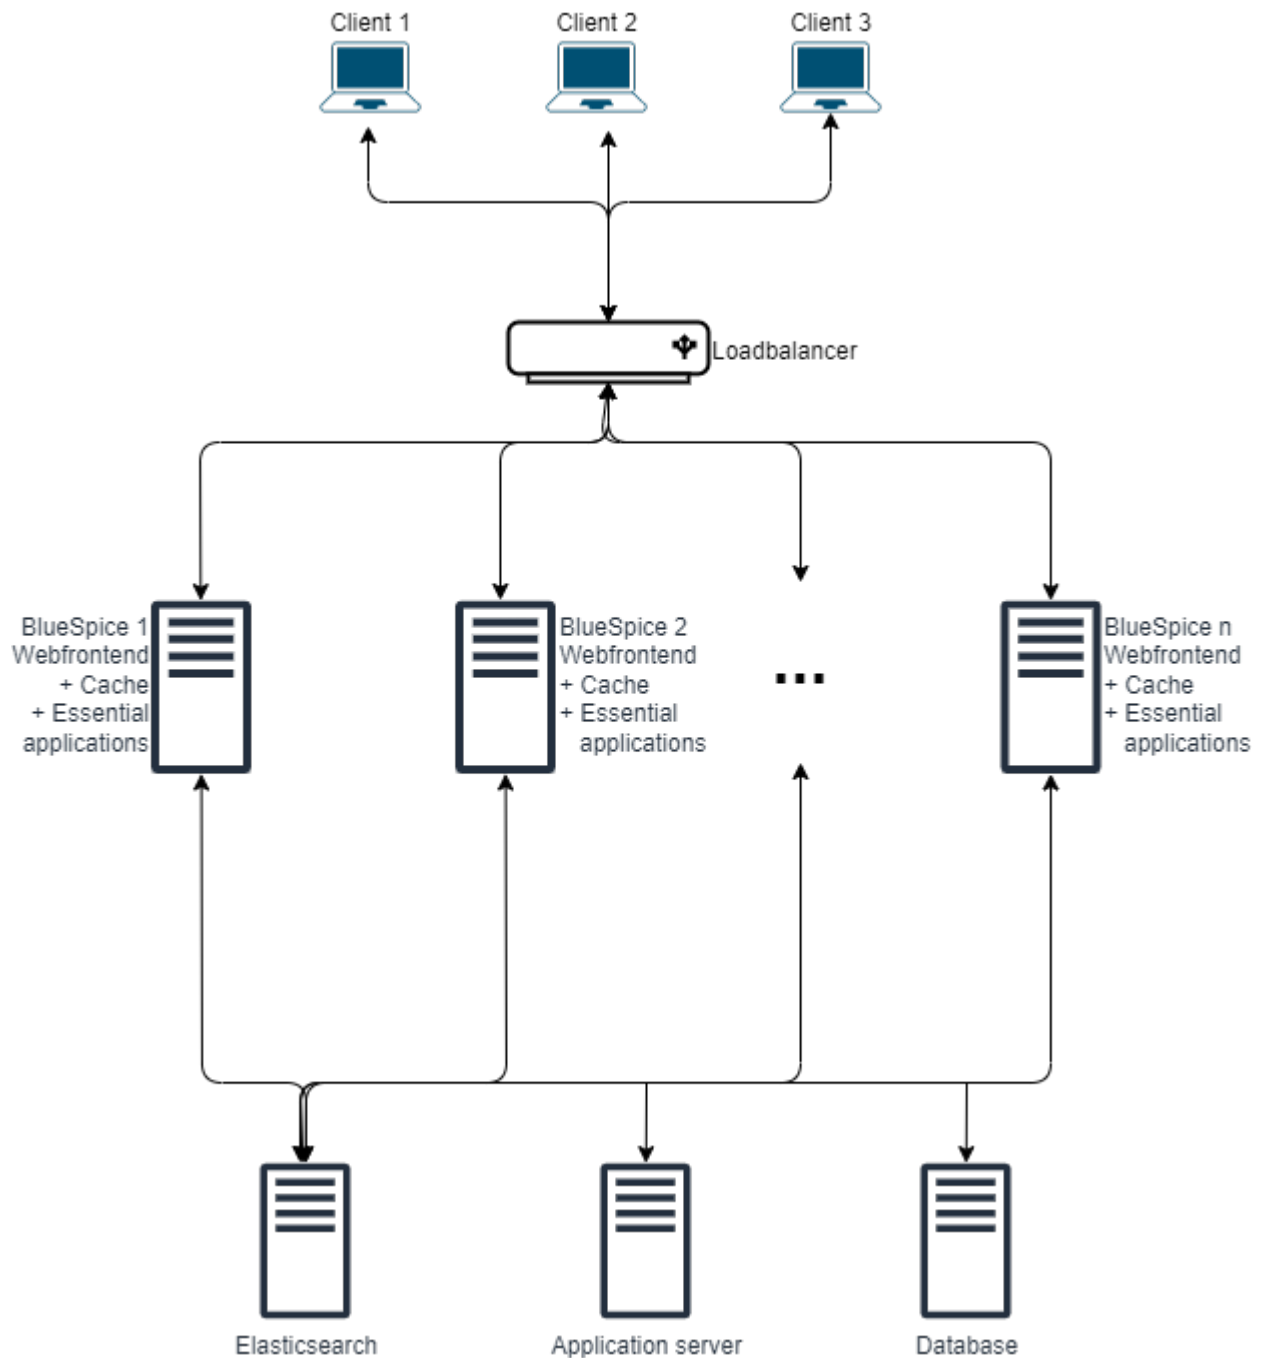 Client 1
Client 2
Client 3
Loadbalancer
BlueSpice 1
Webfrontend
+ Cache
+ Essential
applications
BlueSpice 2
Webfrontend
+ Cache
+ Essential
applications
...
BlueSpice n
Webfrontend
+ Cache
+ Essential
applications
Elasticsearch
Application server
Database